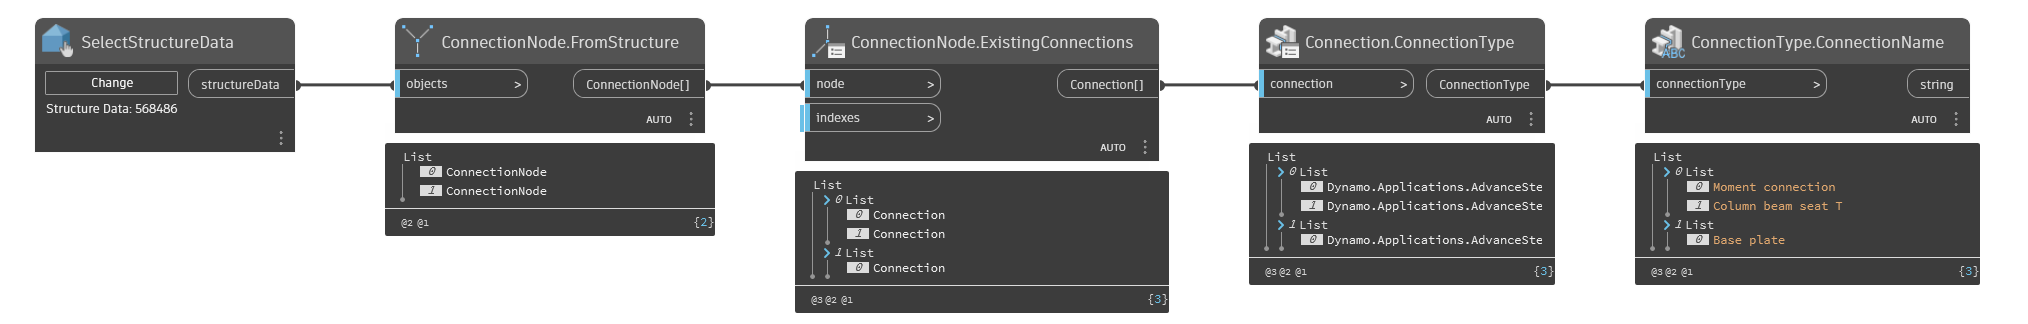 SelectStructureData
Change
structureData
Structure Data: 568486
ConnectionNode.FromStructure
objects >
ConnectionNode[]
AUTO
List
0 ConnectionNode
1 ConnectionNode
@2 @1
{2}
ConnectionNode.ExistingConnections
node >
Connection[]
indexes >
AUTO
List
0 List
0 Connection
1 Connection
1 List
0 Connection
@3 @2 @1
{3}
Connection.ConnectionType
connection >
ConnectionType
AUTO
List
0 List
0 Dynamo.Applications.AdvanceSte
1 Dynamo.Applications.AdvanceSte
1 List
0 Dynamo.Applications.AdvanceSte
@3 @2 @1
{3}
ABC
ConnectionType.ConnectionName
connectionType >
string
AUTO
List
0 List
0 Moment connection
1 Column beam seat T
1 List
0 Base plate
@3 @2 @1
{3}